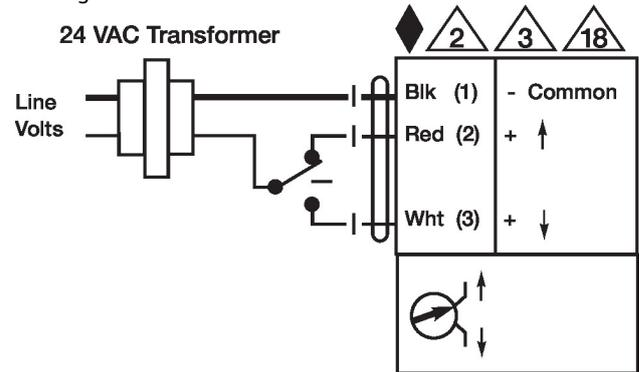 24 VAC Transformer
2
3
18
Line
Volts
Blk (1)
- Common
Red (2)
+ ↑
Wht (3)
+ ↓